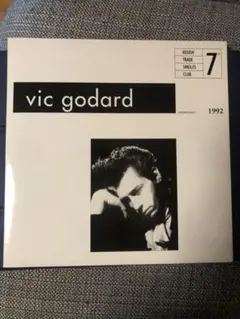 ROUGH
TRADE
SINGLES
CLUB
7
vic godard
1992